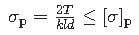 σ_p = 2T/kld ≤ [σ]_p